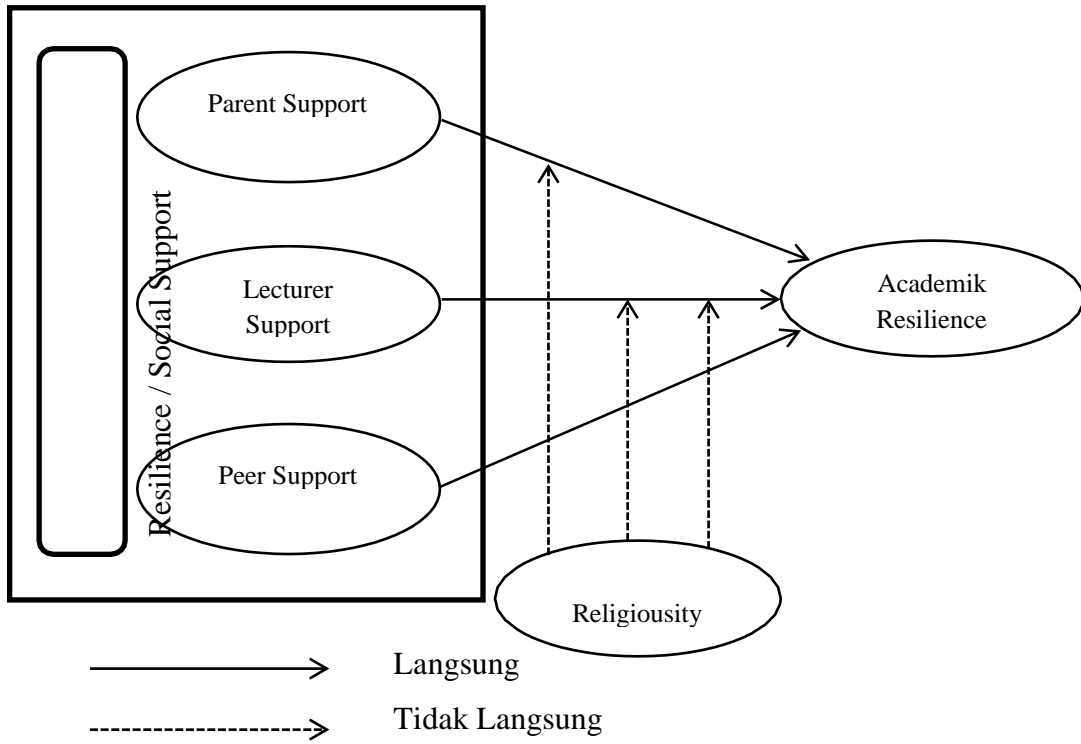 Resilience / Social Support
Parent Support
Lecturer
Support
Peer Support
Academik
Resilience
Religiousity
Langsung
Tidak Langsung